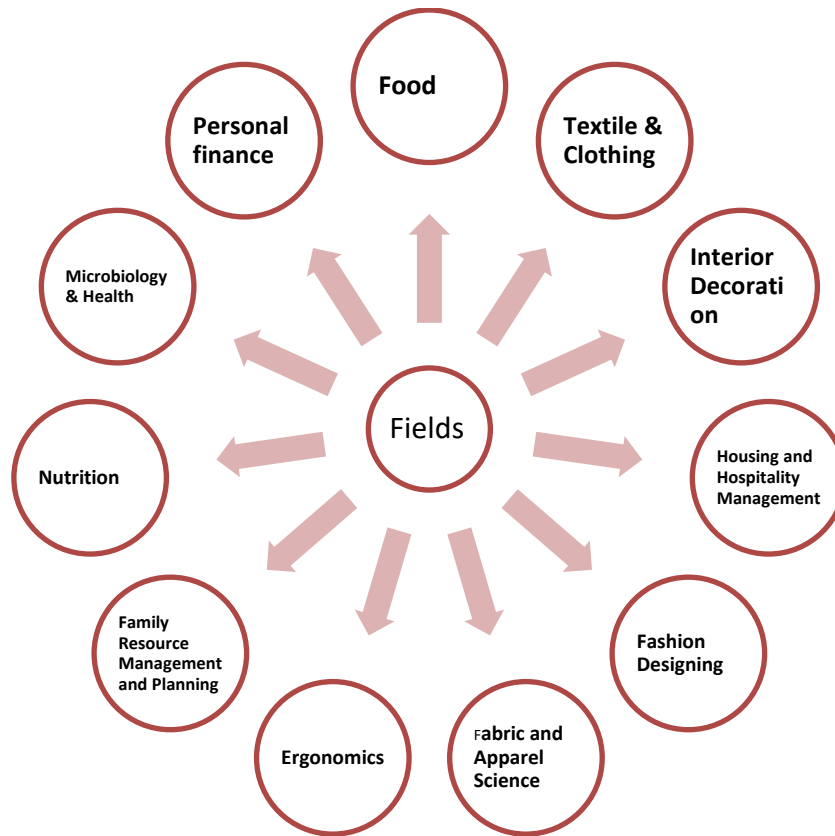 Food
Textile &
Clothing
Interior
Decorati
on
Housing and
Hospitality
Management
Fashion
Designing
Fabric and
Apparel
Science
Ergonomics
Family
Resource
Management
and Planning
Nutrition
Microbiology
& Health
Personal
finance
Fields